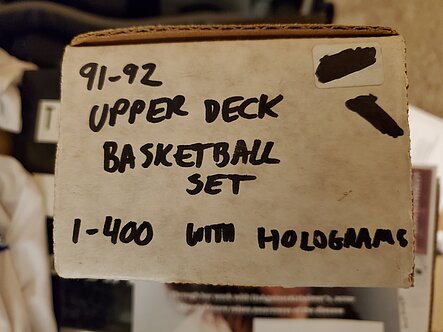 91-92
UPPER DECK
BASKETBALL
SET
1-400 WITH HOLOGRAMS